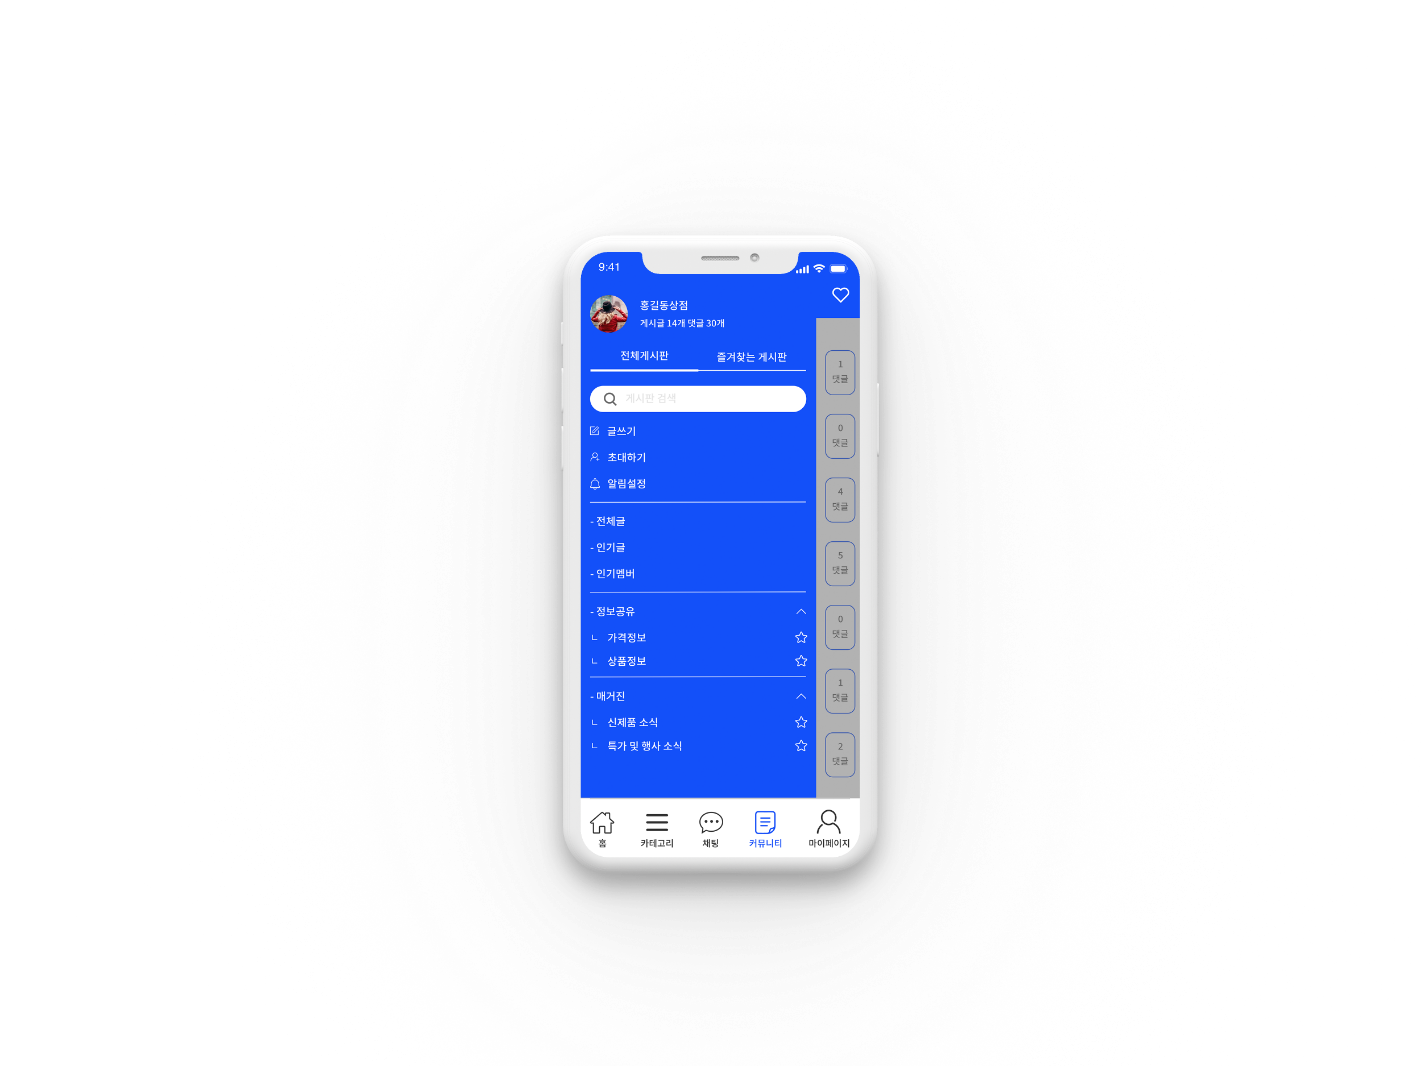 9:41
홍길동상점
게시글 14개 댓글 30개
전체게시판 즐겨찾는 게시판
게시판 검색
글쓰기
초대하기
알림설정
- 전체글
- 인기글
- 인기멤버
- 정보공유
ㄴ 가격정보
ㄴ 상품정보
- 매거진
ㄴ 신제품 소식
ㄴ 특가 및 행사 소식
1
댓글
0
댓글
4
댓글
5
댓글
0
댓글
1
댓글
2
댓글
홈 카테고리 채팅 커뮤니티 마이페이지